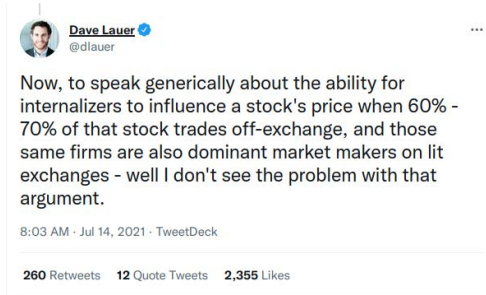 Dave Lauer
@dlauer
Now, to speak generically about the ability for
internalizers to influence a stock's price when 60% -
70% of that stock trades off-exchange, and those
same firms are also dominant market makers on lit
exchanges - well I don't see the problem with that
argument.
8:03 AM · Jul 14, 2021 · TweetDeck
260 Retweets 12 Quote Tweets 2,355 Likes